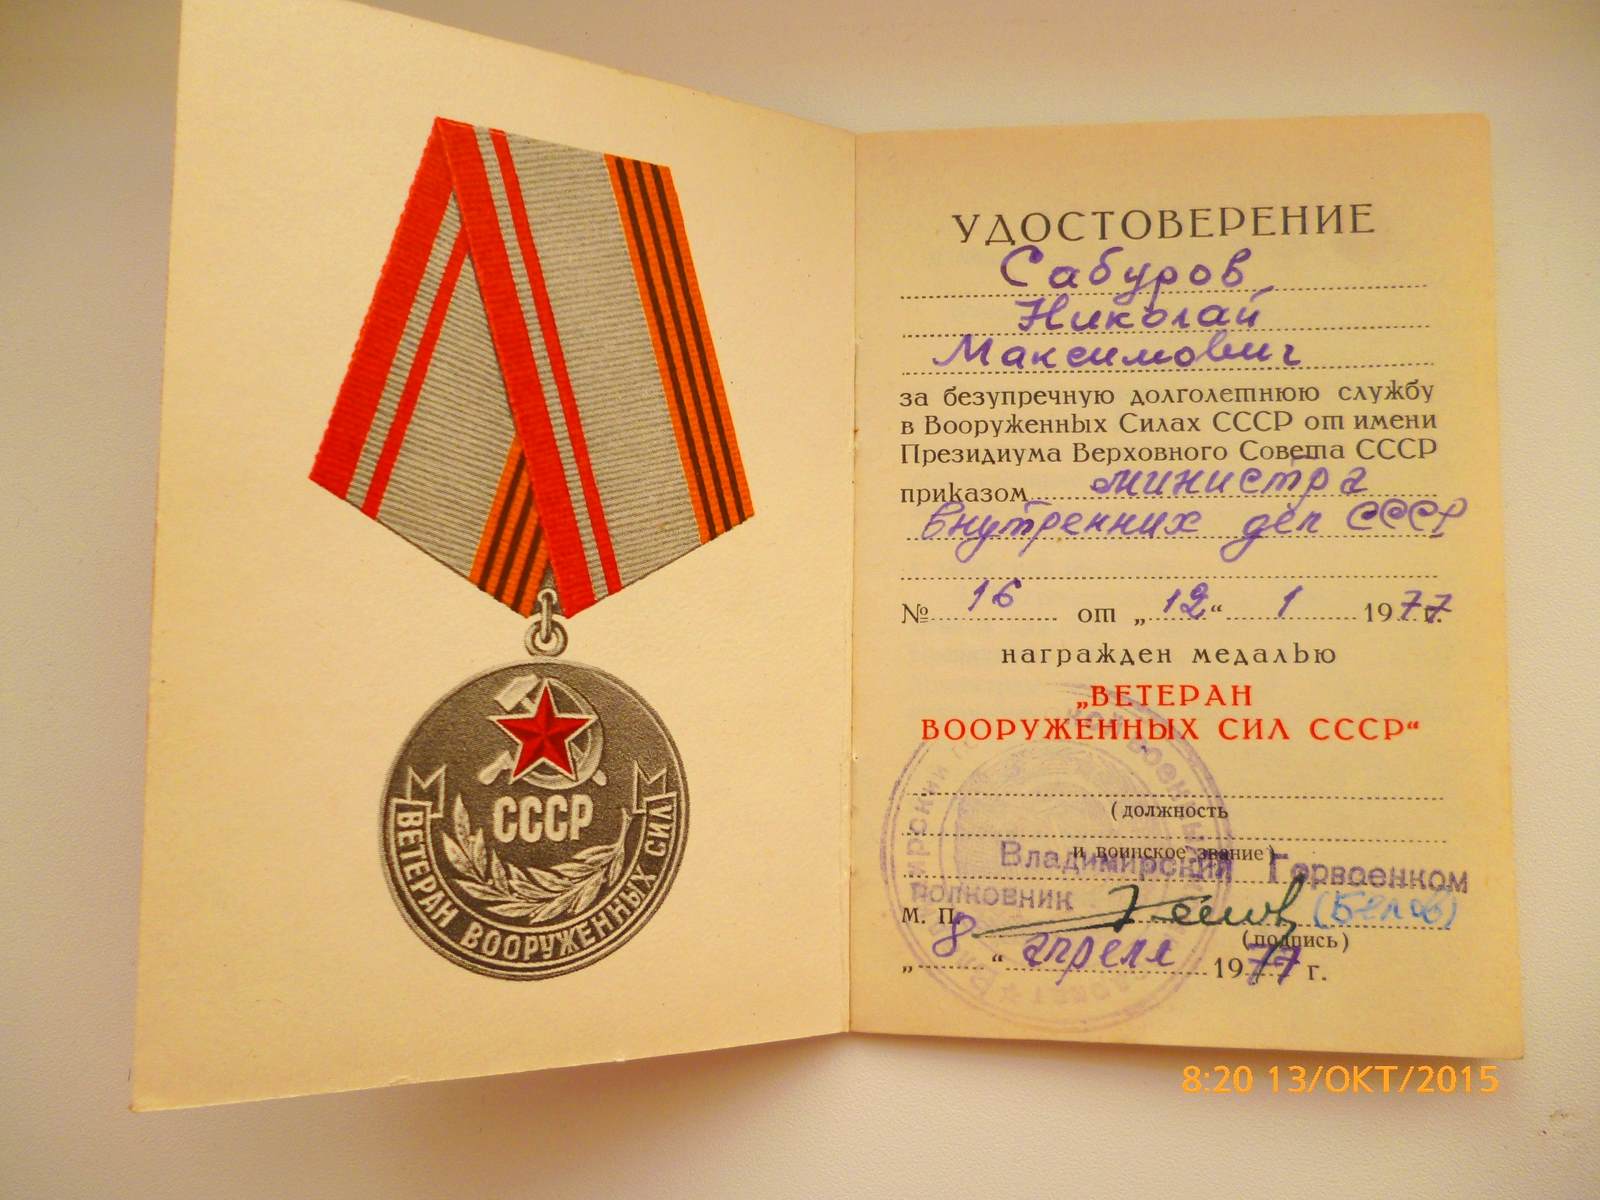 СССР
ВЕТЕРАН ВООРУЖЕННЫХ СИЛ
УДОСТОВЕРЕНИЕ
Сабуров
Николай
Максимович
за безупречную долголетнюю службу
в Вооруженных Силах СССР от имени
Президиума Верховного Совета СССР
приказом министра
внутренних дел СССР
№ 16 от „12“ 1 1977 г.
награжден медалью
„ВЕТЕРАН
ВООРУЖЕННЫХ СИЛ СССР“
(должность
и воинское звание)
Владимирский Горвоенком
полковник
м. п. (Белов)
(подпись)
„8“ апреля 1977 г.
8:20 13/ОКТ/2015